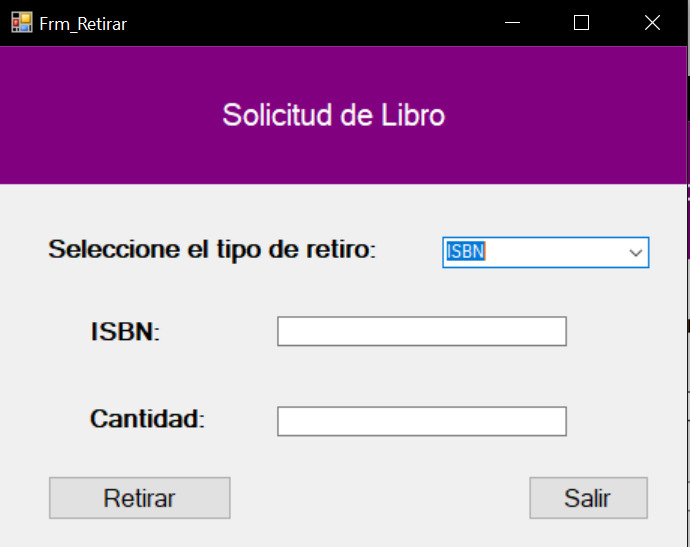 Frm_Retirar
Solicitud de Libro
Seleccione el tipo de retiro: ISBN
ISBN:
Cantidad:
Retirar Salir